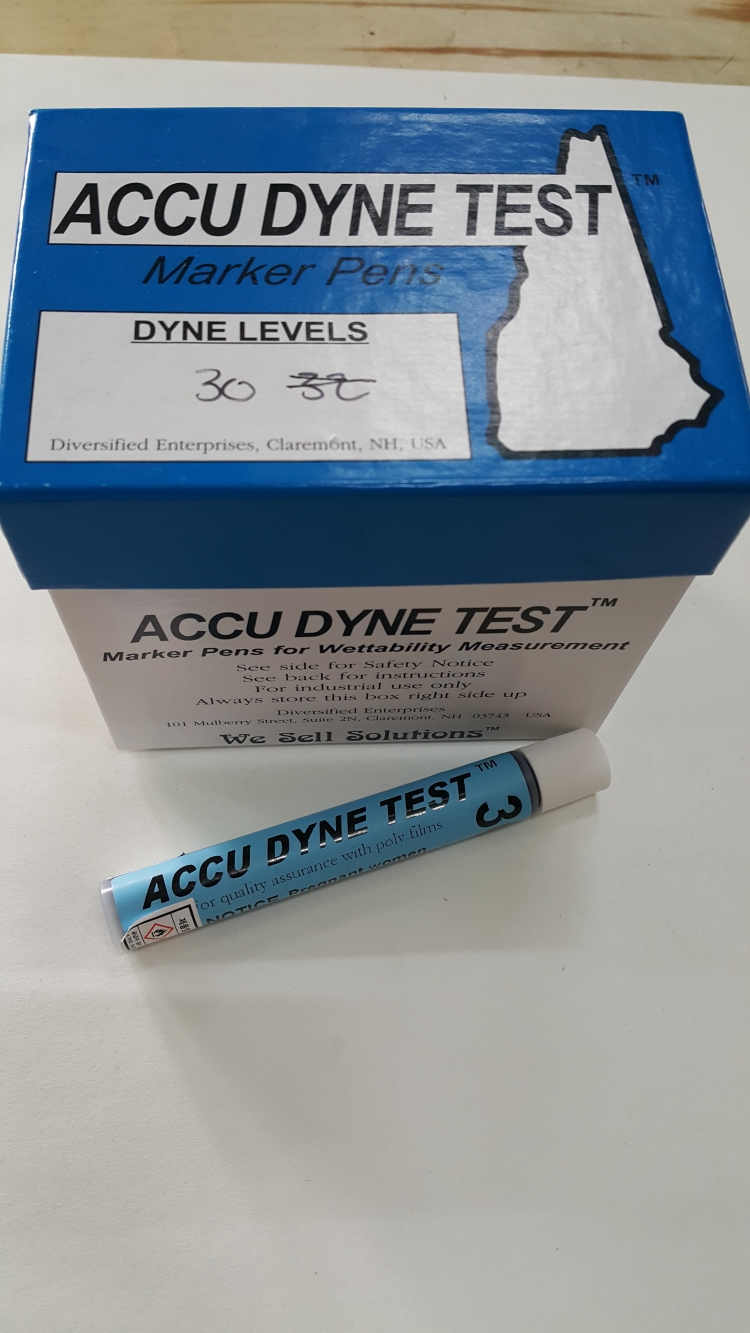 ACCU DYNE TEST™
Marker Pens
DYNE LEVELS
30
Diversified Enterprises, Claremont, NH, USA
ACCU DYNE TEST™
Marker Pens for Wettability Measurement
See side for Safety Notice
See back for instructions
For industrial use only
Always store this box right side up
Diversified Enterprises
101 Mulberry Street, Suite 2N, Claremont, NH 03743 USA
We Sell Solutions™
ACCU DYNE TEST™
3
For quality assurance with poly films
NOTICE Pregnant women